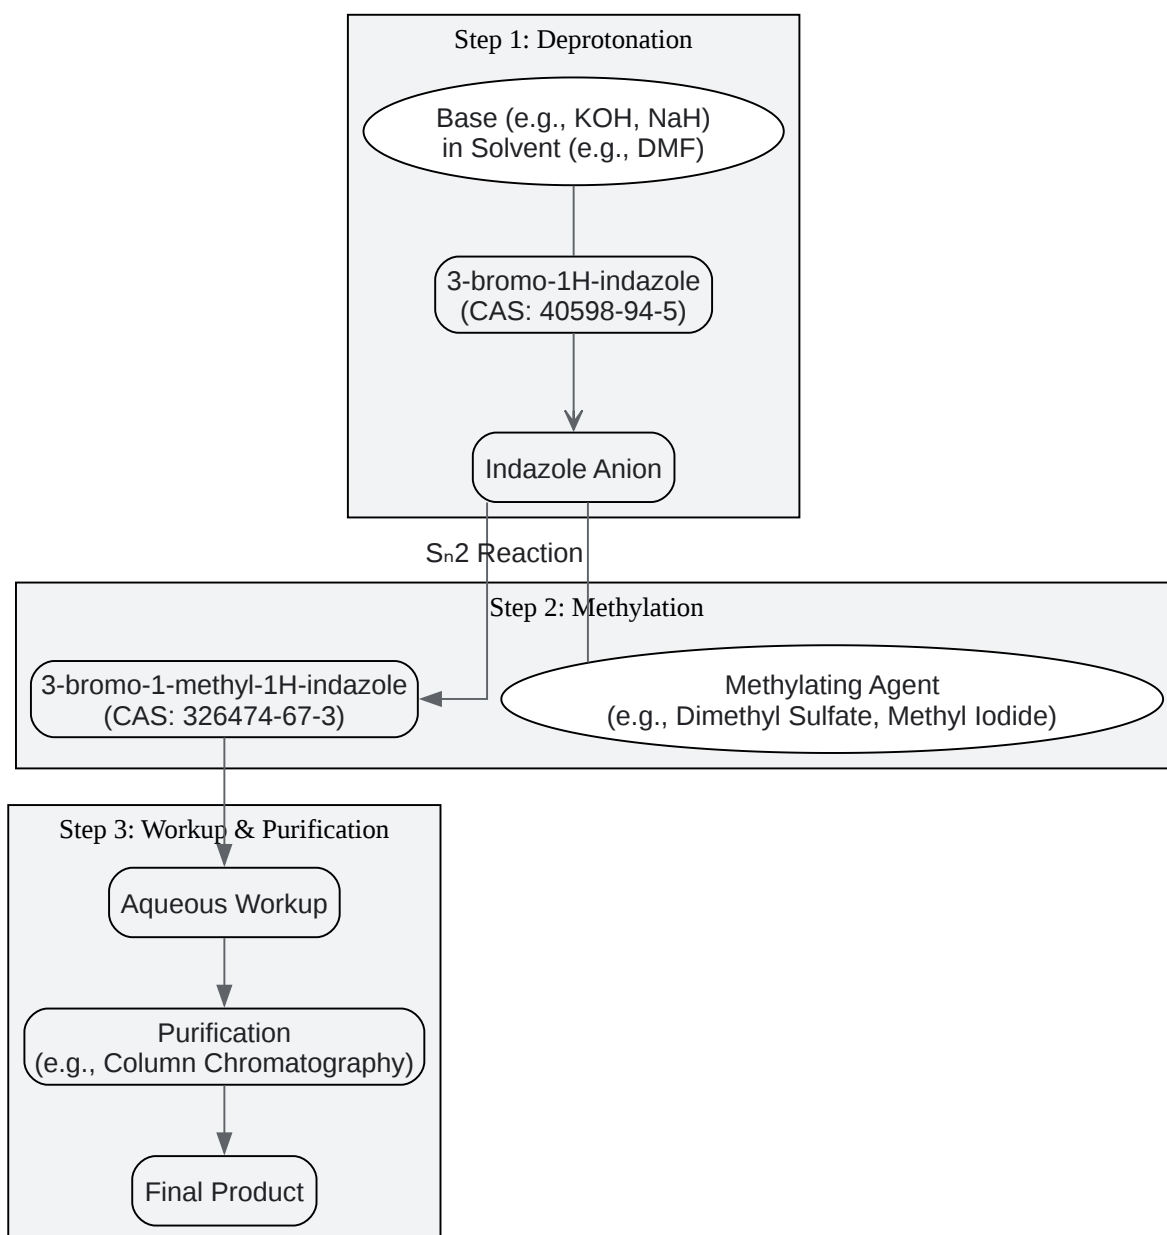 Step 1: Deprotonation
Base (e.g., KOH, NaH)
in Solvent (e.g., DMF)
3-bromo-1H-indazole
(CAS: 40598-94-5)
Indazole Anion
Sₙ2 Reaction
Step 2: Methylation
3-bromo-1-methyl-1H-indazole
(CAS: 326474-67-3)
Methylating Agent
(e.g., Dimethyl Sulfate, Methyl Iodide)
Step 3: Workup & Purification
Aqueous Workup
Purification
(e.g., Column Chromatography)
Final Product